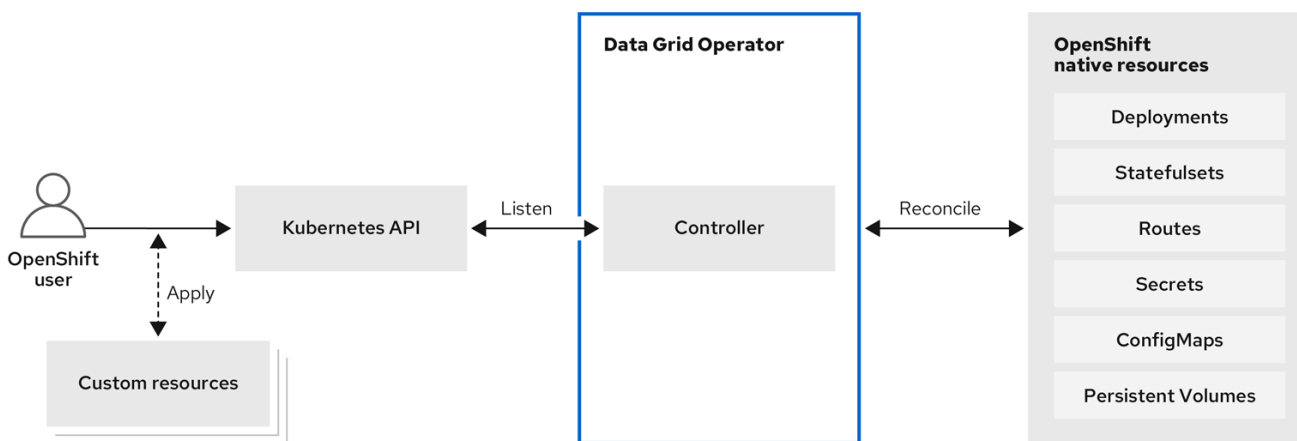 Data Grid Operator
OpenShift
native resources
Deployments
Statefulsets
Routes
Secrets
ConfigMaps
Persistent Volumes
OpenShift
user
Kubernetes API
Listen
Controller
Reconcile
Apply
Custom resources